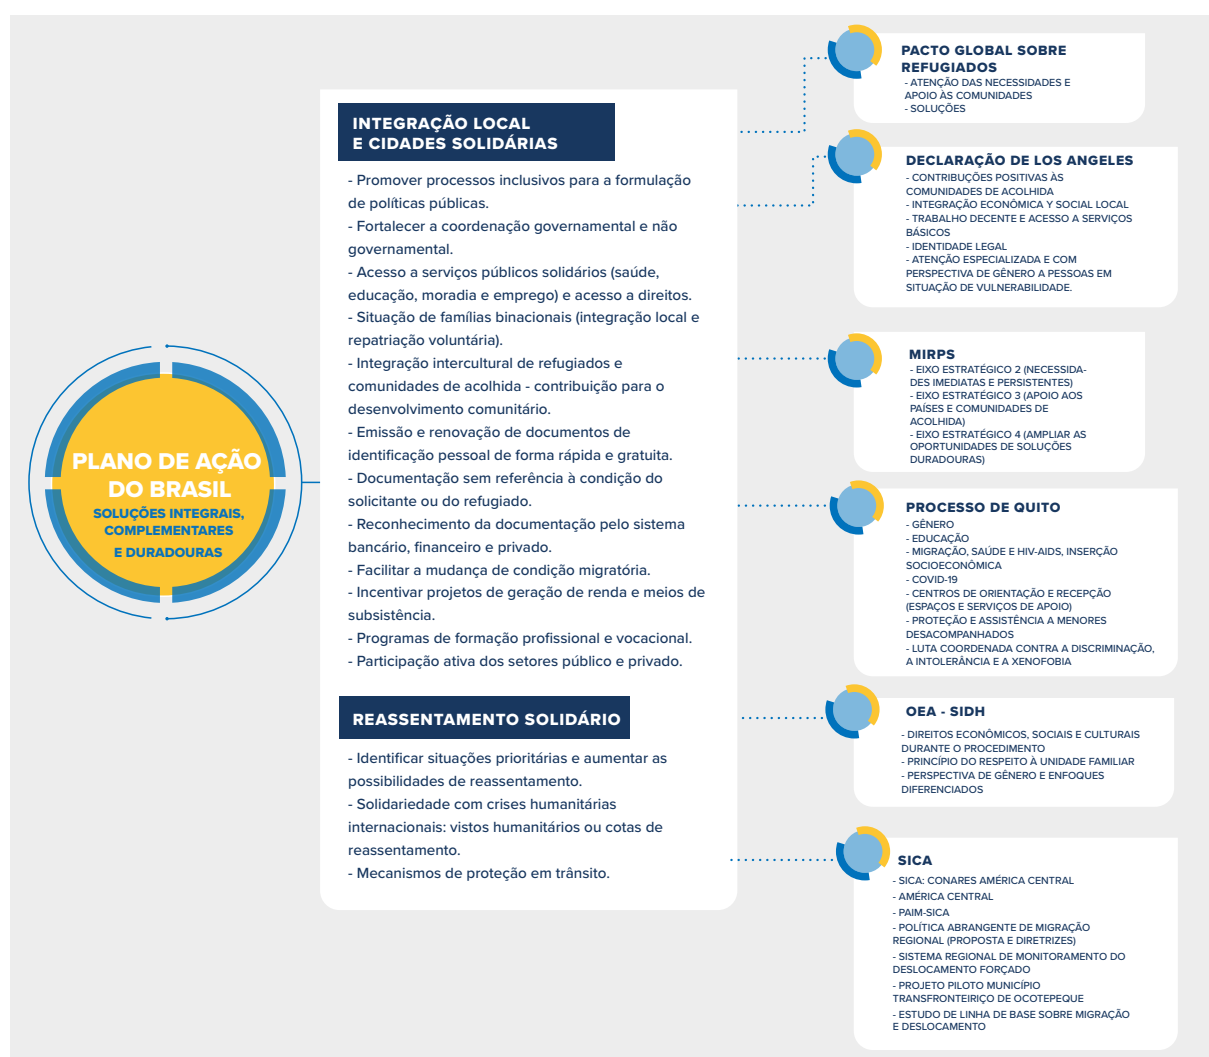 PLANO DE AÇÃO
DO BRASIL
SOLUÇÕES INTEGRAIS,
COMPLEMENTARES
E DURADOURAS
INTEGRAÇÃO LOCAL
E CIDADES SOLIDÁRIAS
- Promover processos inclusivos para a formulação
de políticas públicas.
- Fortalecer a coordenação governamental e não
governamental.
- Acesso a serviços públicos solidários (saúde,
educação, moradia e emprego) e acesso a direitos.
- Situação de famílias binacionais (integração local e
repatriação voluntária).
- Integração intercultural de refugiados e
comunidades de acolhida - contribuição para o
desenvolvimento comunitário.
- Emissão e renovação de documentos de
identificação pessoal de forma rápida e gratuita.
- Documentação sem referência à condição do
solicitante ou do refugiado.
- Reconhecimento da documentação pelo sistema
bancário, financeiro e privado.
- Facilitar a mudança de condição migratória.
- Incentivar projetos de geração de renda e meios de
subsistência.
- Programas de formação profissional e vocacional.
- Participação ativa dos setores público e privado.
REASSENTAMENTO SOLIDÁRIO
- Identificar situações prioritárias e aumentar as
possibilidades de reassentamento.
- Solidariedade com crises humanitárias
internacionais: vistos humanitários ou cotas de
reassentamento.
- Mecanismos de proteção em trânsito.
PACTO GLOBAL SOBRE
REFUGIADOS
- ATENÇÃO DAS NECESSIDADES E
APOIO ÀS COMUNIDADES
- SOLUÇÕES
DECLARAÇÃO DE LOS ANGELES
- CONTRIBUÇÕES POSITIVAS ÀS
COMUNIDADES DE ACOLHIDA
- INTEGRAÇÃO ECONÔMICA Y SOCIAL LOCAL
- TRABALHO DECENTE E ACESSO A SERVIÇOS
BÁSICOS
- IDENTIDADE LEGAL
- ATENÇÃO ESPECIALIZADA E COM
PERSPECTIVA DE GÊNERO A PESSOAS EM
SITUAÇÃO DE VULNERABILIDADE.
MIRPS
- EIXO ESTRATÉGICO 2 (NECESSIDA-
DES IMEDIATAS E PERSISTENTES)
- EIXO ESTRATÉGICO 3 (APOIO AOS
PAÍSES E COMUNIDADES DE
ACOLHIDA)
- EIXO ESTRATÉGICO 4 (AMPLIAR AS
OPORTUNIDADES DE SOLUÇÕES
DURADOURAS)
PROCESSO DE QUITO
- GÊNERO
- EDUCAÇÃO
- MIGRAÇÃO, SAÚDE E HIV-AIDS, INSERÇÃO
SOCIOECONÔMICA
- COVID-19
- CENTROS DE ORIENTAÇÃO E RECEPÇÃO
(ESPAÇOS E SERVIÇOS DE APOIO)
- PROTEÇÃO E ASSISTÊNCIA A MENORES
DESACOMPANHADOS
- LUTA COORDENADA CONTRA A DISCRIMINAÇÃO,
A INTOLERÂNCIA E A XENOFOBIA
OEA - SIDH
- DIREITOS ECONÔMICOS, SOCIAIS E CULTURAIS
DURANTE O PROCEDIMENTO
- PRINCÍPIO DO RESPEITO À UNIDADE FAMILIAR
- PERSPECTIVA DE GÊNERO E ENFOQUES
DIFERENCIADOS
SICA
- SICA: CONARES AMÉRICA CENTRAL
- AMÉRICA CENTRAL
- PAIM-SICA
- POLÍTICA ABRANGENTE DE MIGRAÇÃO
REGIONAL (PROPOSTA E DIRETRIZES)
- SISTEMA REGIONAL DE MONITORAMENTO DO
DESLOCAMENTO FORÇADO
- PROJETO PILOTO MUNICÍPIO
TRANSFRONTEIRIÇO DE OCOTEPEQUE
- ESTUDO DE LINHA DE BASE SOBRE MIGRAÇÃO
E DESLOCAMENTO